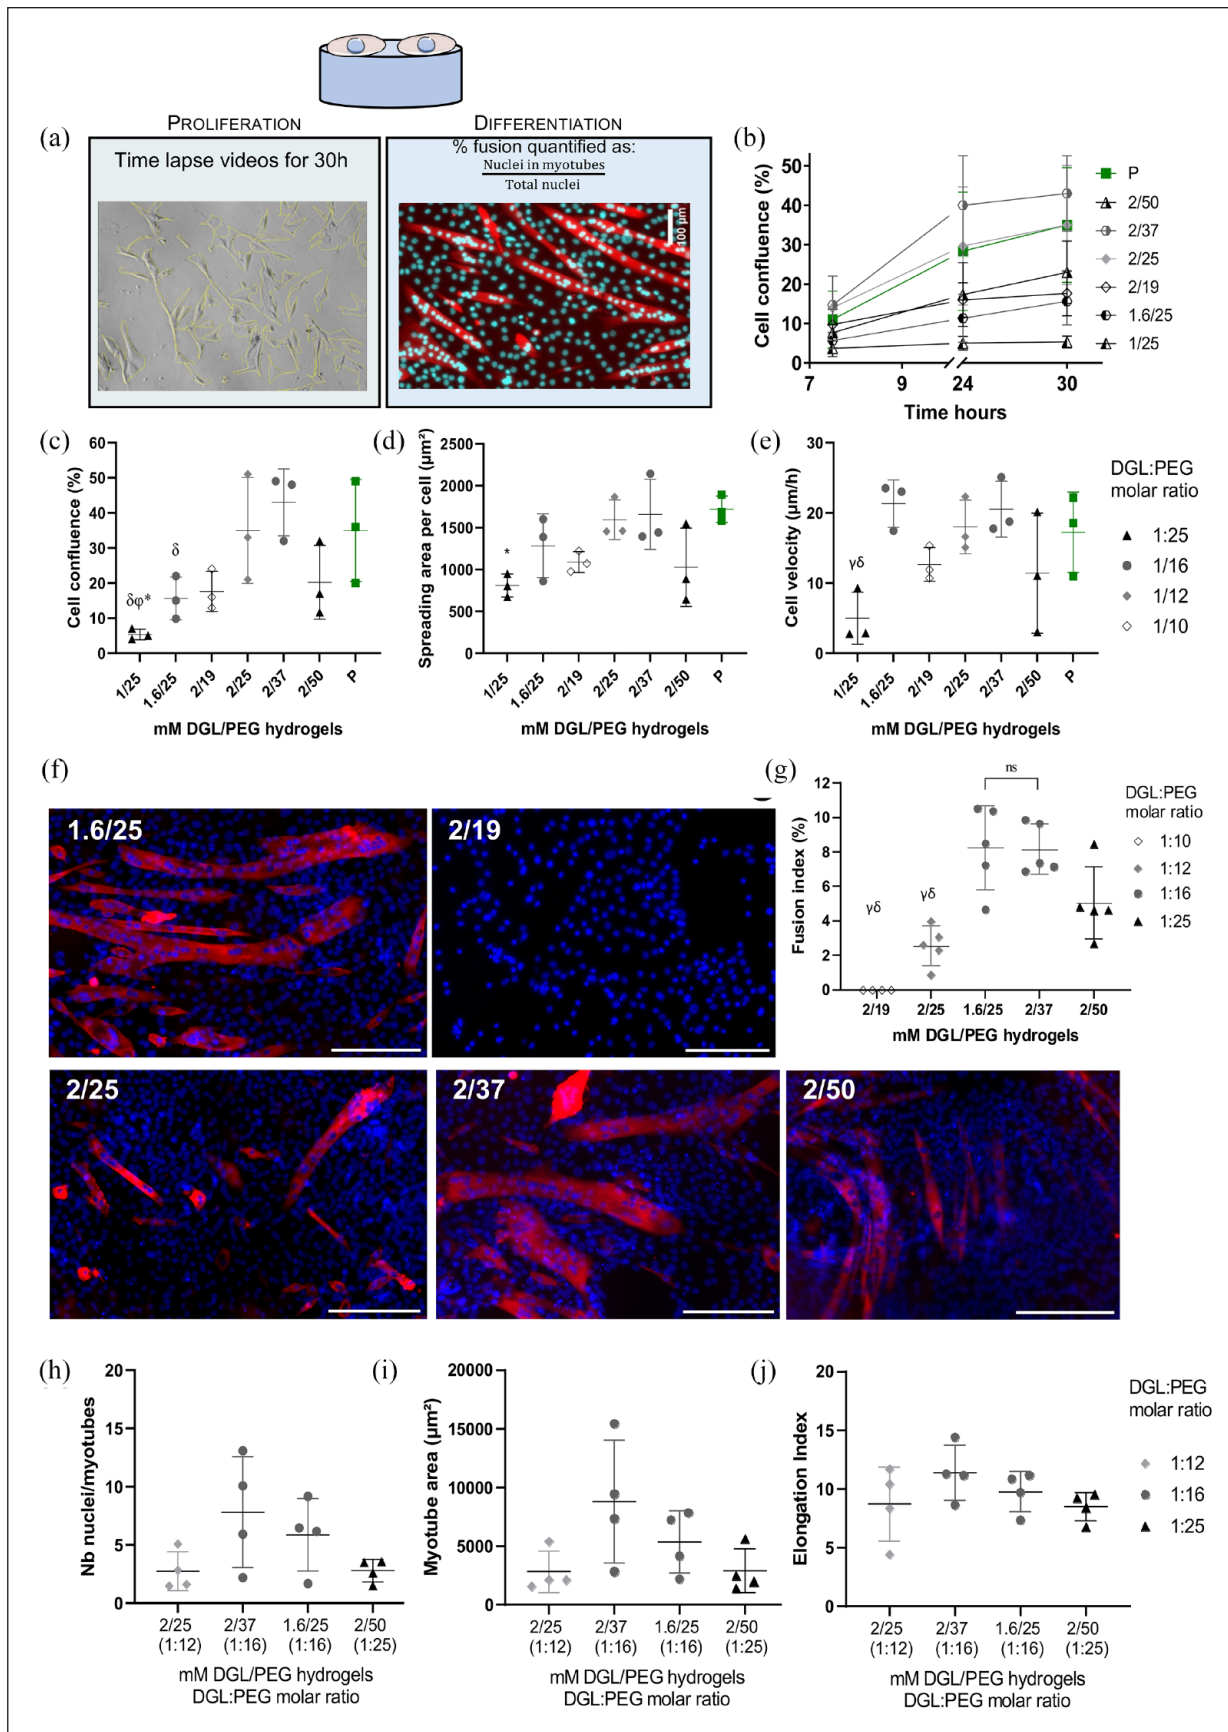 (a)
PROLIFERATION
Time lapse videos for 30h
DIFFERENTIATION
% fusion quantified as:
Nuclei in myotubes
Total nuclei
100 µm
(b)
Cell confluence (%)
50
40
30
20
10
0
7
9
24
30
Time hours
P
2/50
2/37
2/25
2/19
1.6/25
1/25
(c)
Cell confluence (%)
60
50
40
30
20
10
0
δφ*
δ
1/25
1.6/25
2/19
2/25
2/37
2/50
P
mM DGL/PEG hydrogels
(d)
Spreading area per cell (µm²)
2500
2000
1500
1000
500
0
*
1/25
1.6/25
2/19
2/25
2/37
2/50
P
mM DGL/PEG hydrogels
(e)
Cell velocity (µm/h)
30
20
10
0
γδ
1/25
1.6/25
2/19
2/25
2/37
2/50
P
mM DGL/PEG hydrogels
DGL:PEG
molar ratio
1:25
1/16
1/12
1/10
(f)
1.6/25
2/19
2/25
2/37
2/50
(g)
Fusion index (%)
12
10
8
6
4
2
0
ns
γδ
γδ
2/19
2/25
1.6/25
2/37
2/50
mM DGL/PEG hydrogels
DGL:PEG
molar ratio
1:10
1:12
1:16
1:25
(h)
Nb nuclei/myotubes
20
15
10
5
0
2/25
(1:12)
2/37
(1:16)
1.6/25
(1:16)
2/50
(1:25)
mM DGL/PEG hydrogels
DGL:PEG molar ratio
(i)
Myotube area (µm²)
20000
15000
10000
5000
0
2/25
(1:12)
2/37
(1:16)
1.6/25
(1:16)
2/50
(1:25)
mM DGL/PEG hydrogels
DGL:PEG molar ratio
(j)
Elongation Index
20
15
10
5
0
2/25
(1:12)
2/37
(1:16)
1.6/25
(1:16)
2/50
(1:25)
mM DGL/PEG hydrogels
DGL:PEG molar ratio
DGL:PEG
molar ratio
1:12
1:16
1:25